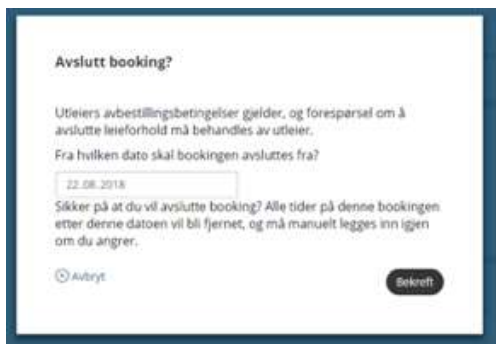 Avslutt booking?
Utleiers avbestillingsbetingelser gjelder, og forespørsel om å
avslutte leieforhold må behandles av utleier.
Fra hvilken dato skal bookingen avsluttes fra?
22.08.2018
Sikker på at du vil avslutte booking? Alle tider på denne bookingen
etter denne datoen vil bli fjernet, og må manuelt legges inn igjen
om du angrer.
Avbryt
Bekreft